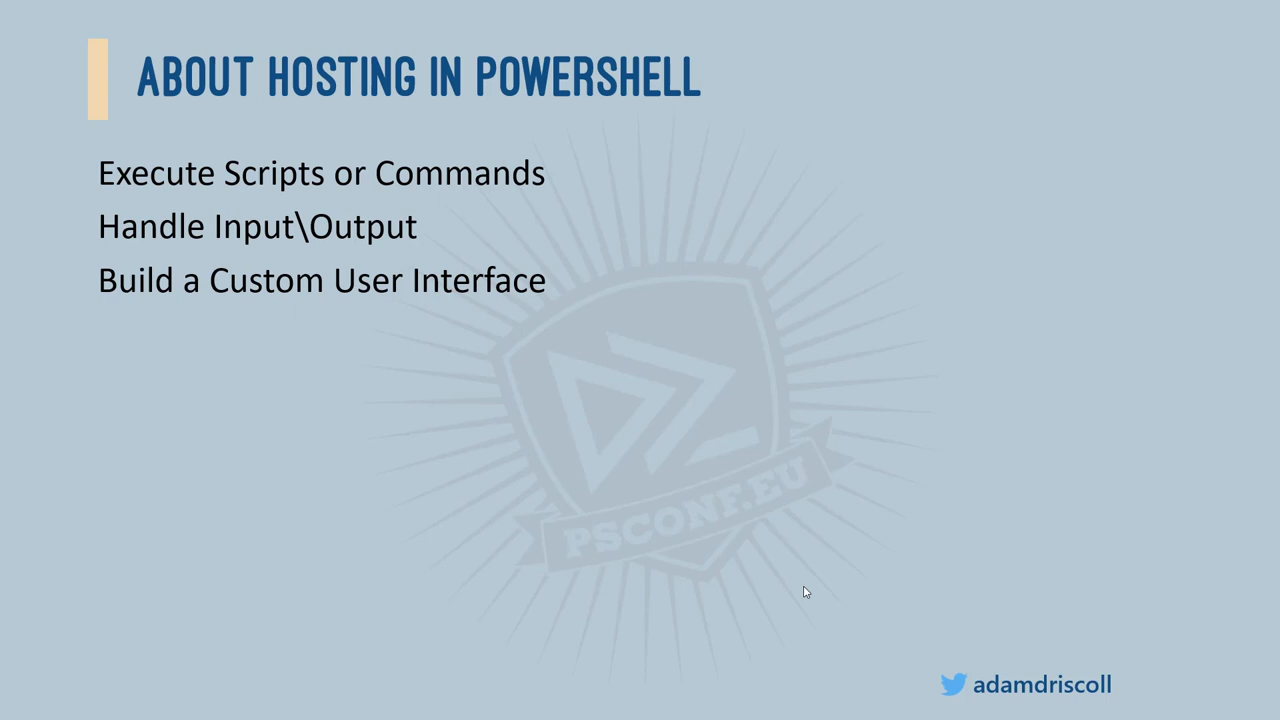 ABOUT HOSTING IN POWERSHELL
Execute Scripts or Commands
Handle Input\Output
Build a Custom User Interface
PSCONF.EU
adamdriscoll